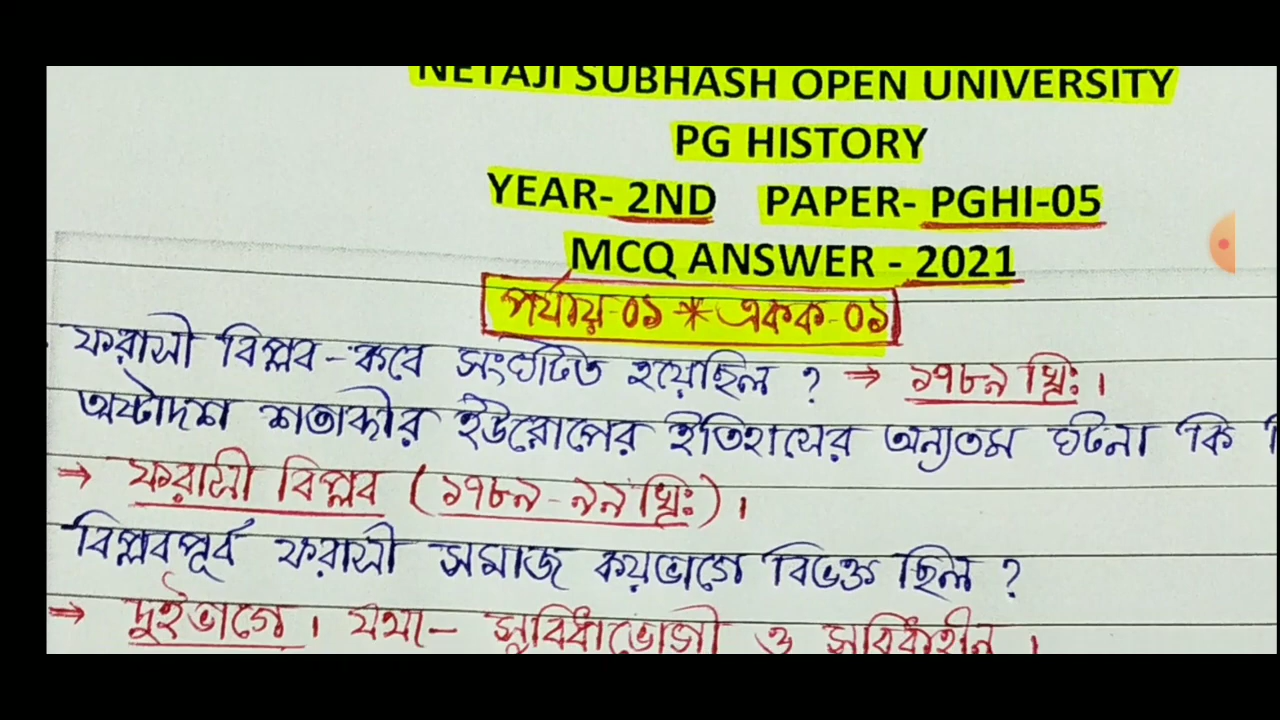 NETAJI SUBHASH OPEN UNIVERSITY
PG HISTORY
YEAR- 2ND PAPER- PGHI-05
MCQ ANSWER - 2021
পর্যায়-০১ * একক-০১
ফরাসী বিপ্লব - কবে সংঘটিত হয়েছিল ? ⇒ ১৭৮৯ খ্রিঃ।
অষ্টাদশ শতাব্দীর ইউরোপের ইতিহাসের অন্যতম ঘটনা কি
⇒ ফরাসী বিপ্লব (১৭৮৯-৯৯ খ্রিঃ)।
বিপ্লবপূর্ব ফরাসী সমাজ কয়ভাগে বিভক্ত ছিল ?
⇒ দুইভাগে। যথা- সুবিধাভোগী ও সুবিধাহীন।